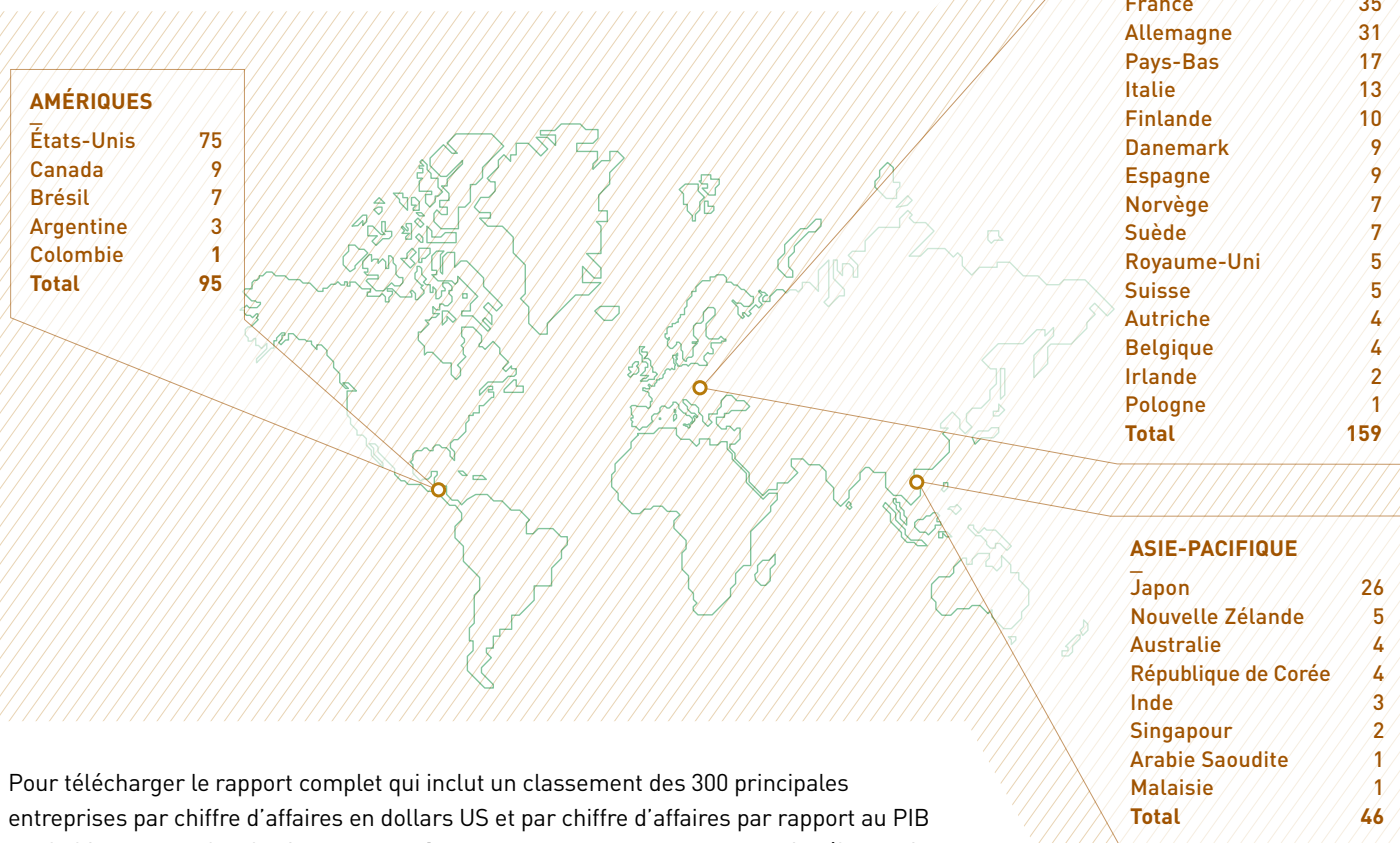 AMÉRIQUES
États-Unis 75
Canada 9
Brésil 7
Argentine 3
Colombie 1
Total 95
France 35
Allemagne 31
Pays-Bas 17
Italie 13
Finlande 10
Danemark 9
Espagne 9
Norvège 7
Suède 7
Royaume-Uni 5
Suisse 5
Autriche 4
Belgique 4
Irlande 2
Pologne 1
Total 159
ASIE-PACIFIQUE
Japon 26
Nouvelle Zélande 5
Australie 4
République de Corée 4
Inde 3
Singapour 2
Arabie Saoudite 1
Malaisie 1
Total 46
Pour télécharger le rapport complet qui inclut un classement des 300 principales
entreprises par chiffre d’affaires en dollars US et par chiffre d’affaires par rapport au PIB